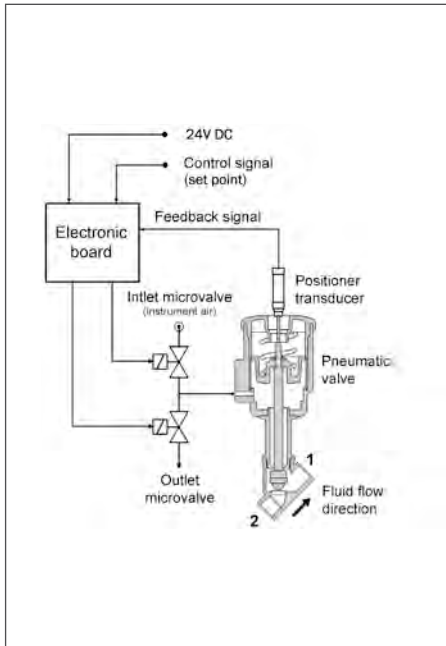 24V DC
Control signal
(set point)
Feedback signal
Electronic
board
Positioner
transducer
Intlet microvalve
(instrument air)
Pneumatic
valve
Outlet
microvalve
1
Fluid flow
direction
2